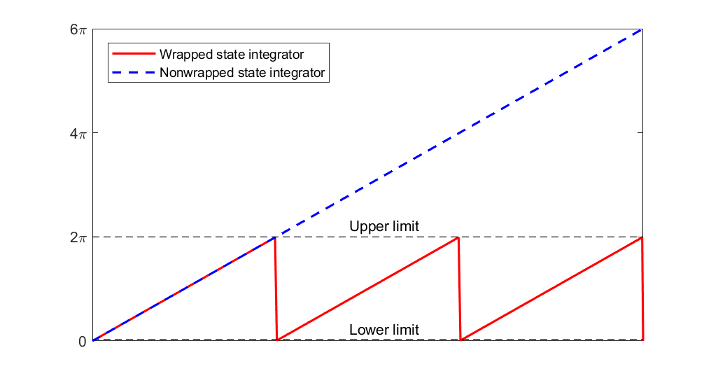 6π
Wrapped state integrator
Nonwrapped state integrator
4π
Upper limit
2π
Lower limit
0